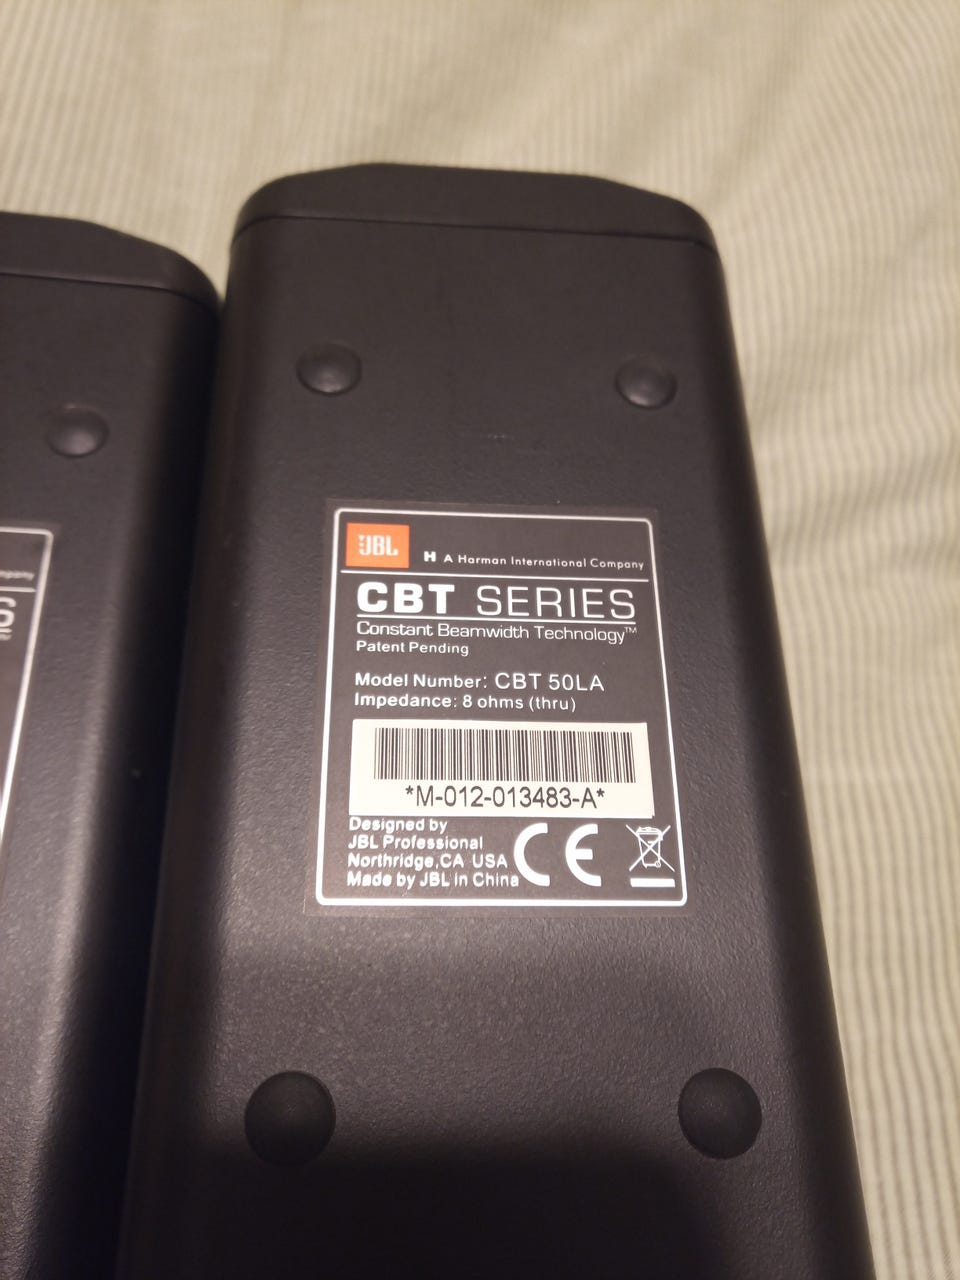 JBL
H A Harman International Company
CBT SERIES
Constant Beamwidth Technology™
Patent Pending
Model Number: CBT 50LA
Impedance: 8 ohms (thru)
*M-012-013483-A*
Designed by
JBL Professional
Northridge,CA USA
Made by JBL in China
CE